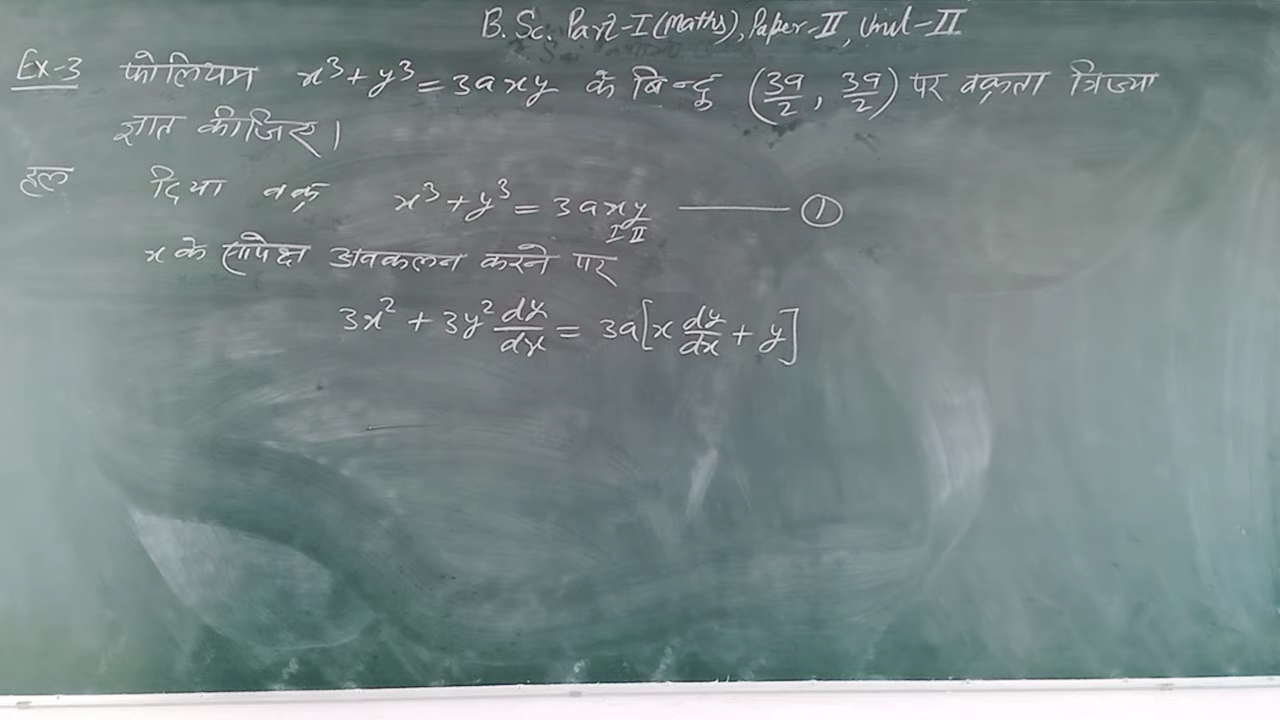 B.Sc. Part-I (Maths), Paper-II, Unit-II
Ex-3 फोलियम x³+y³=3axy के बिन्दु (3a/2, 3a/2) पर वक्रता त्रिज्या
ज्ञात कीजिए।
हल दिया वक्र x³+y³=3axy ——— ①
I II
x के सापेक्ष अवकलन करने पर
3x² + 3y² dy/dx = 3a[x dy/dx + y]